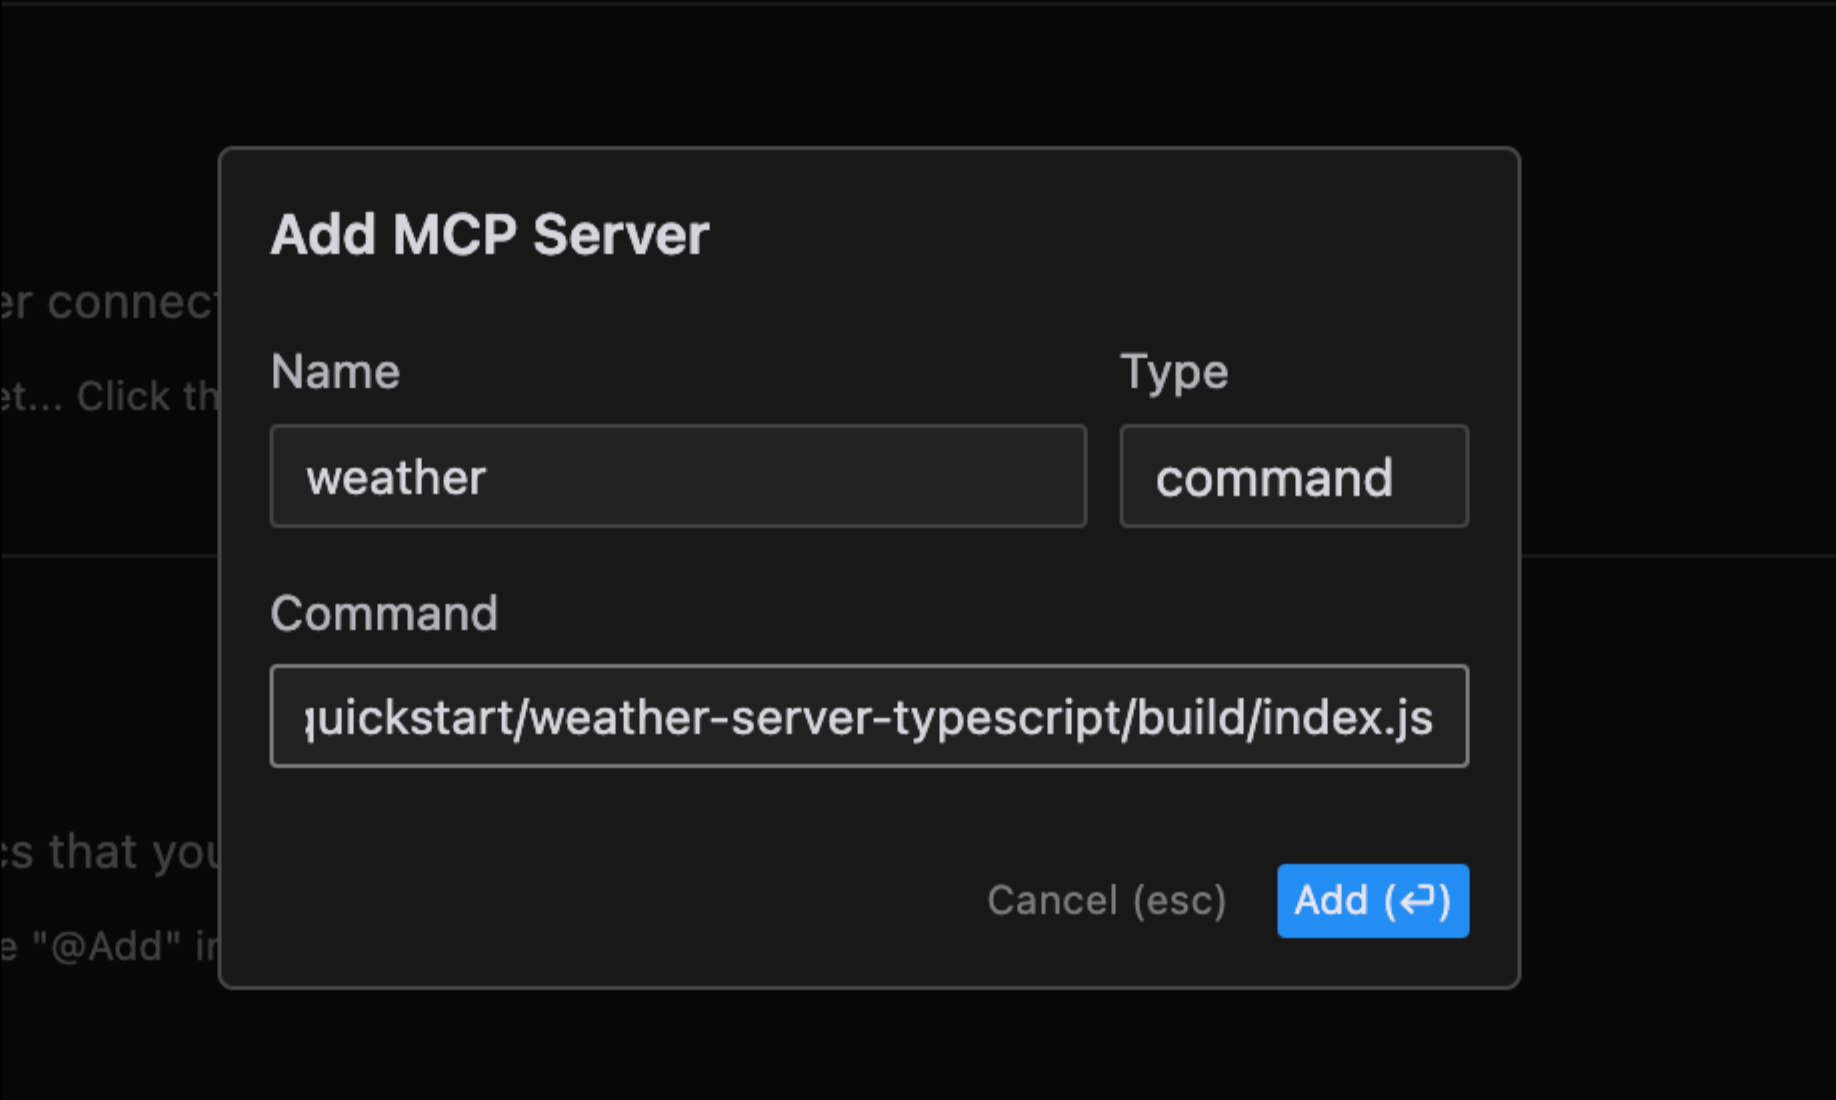 Add MCP Server
er connect
Name
Type
et... Click th
weather
command
Command
quickstart/weather-server-typescript/build/index.js
cs that you
Cancel (esc)
Add (⏎)
e "@Add" in